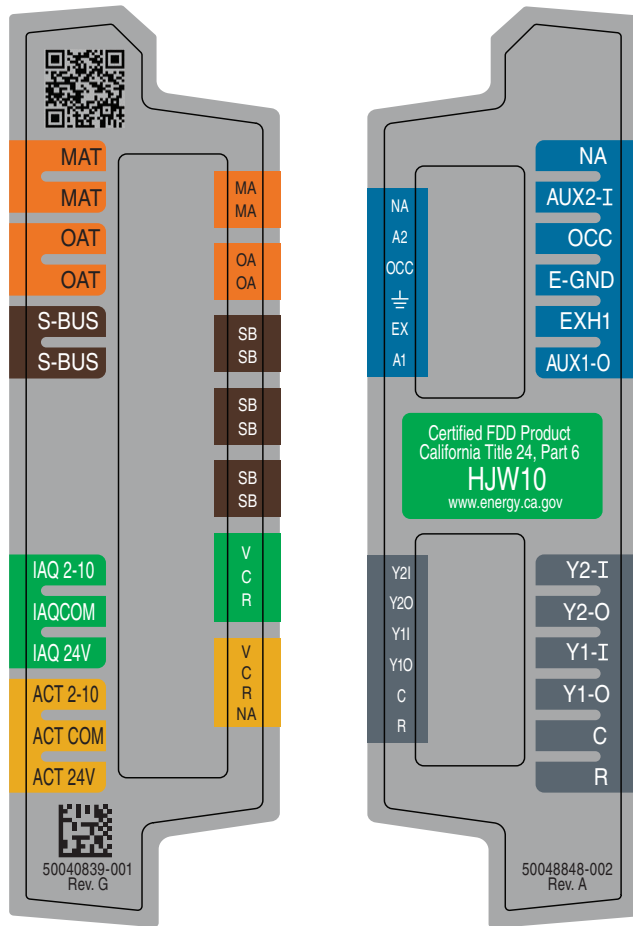 MAT
MAT
OAT
OAT
S-BUS
S-BUS
IAQ 2-10
IAQCOM
IAQ 24V
ACT 2-10
ACT COM
ACT 24V
50040839-001
Rev. G
MA
MA
OA
OA
SB
SB
SB
SB
SB
SB
V
C
R
V
C
R
NA
NA
A2
OCC
EX
A1
NA
AUX2-I
OCC
E-GND
EXH1
AUX1-O
Certified FDD Product
California Title 24, Part 6
HJW10
www.energy.ca.gov
Y2I
Y2O
Y1I
Y1O
C
R
Y2-I
Y2-O
Y1-I
Y1-O
C
R
50048848-002
Rev. A